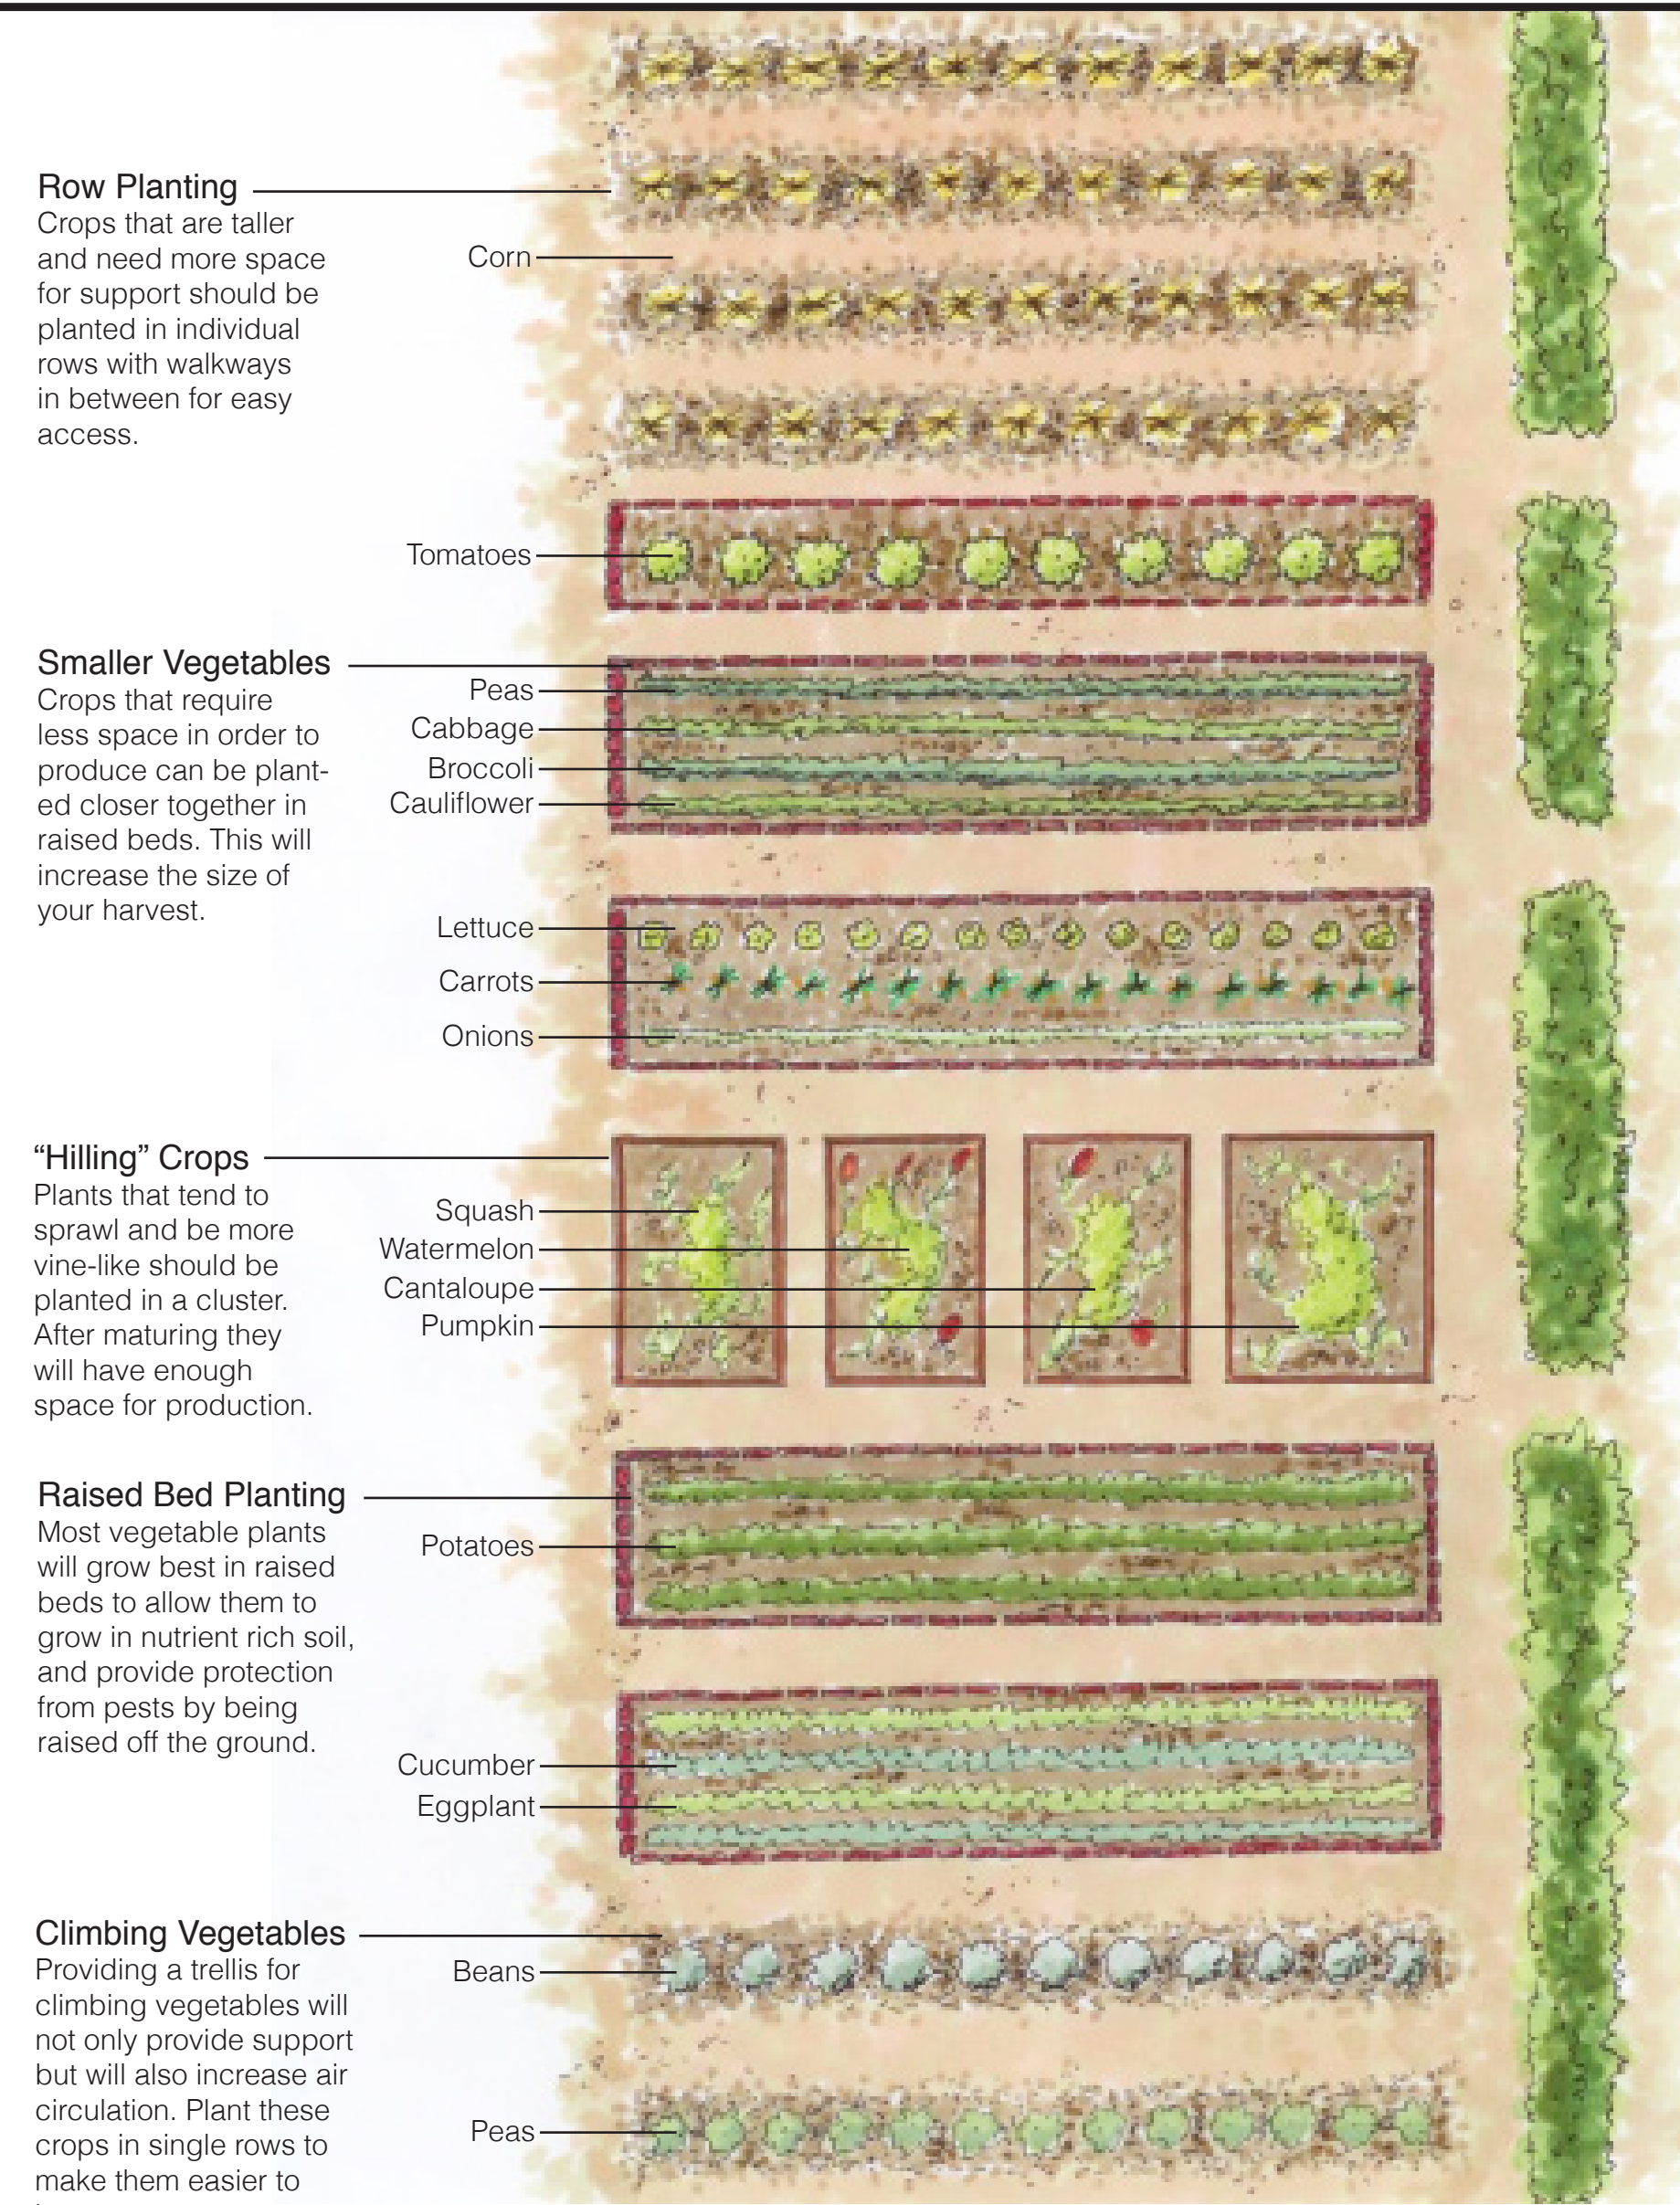 Row Planting
Crops that are taller
and need more space
for support should be
planted in individual
rows with walkways
in between for easy
access.
Corn
Tomatoes
Smaller Vegetables
Crops that require
less space in order to
produce can be plant-
ed closer together in
raised beds. This will
increase the size of
your harvest.
Peas
Cabbage
Broccoli
Cauliflower
Lettuce
Carrots
Onions
“Hilling” Crops
Plants that tend to
sprawl and be more
vine-like should be
planted in a cluster.
After maturing they
will have enough
space for production.
Squash
Watermelon
Cantaloupe
Pumpkin
Raised Bed Planting
Most vegetable plants
will grow best in raised
beds to allow them to
grow in nutrient rich soil,
and provide protection
from pests by being
raised off the ground.
Potatoes
Cucumber
Eggplant
Climbing Vegetables
Providing a trellis for
climbing vegetables will
not only provide support
but will also increase air
circulation. Plant these
crops in single rows to
make them easier to
Beans
Peas